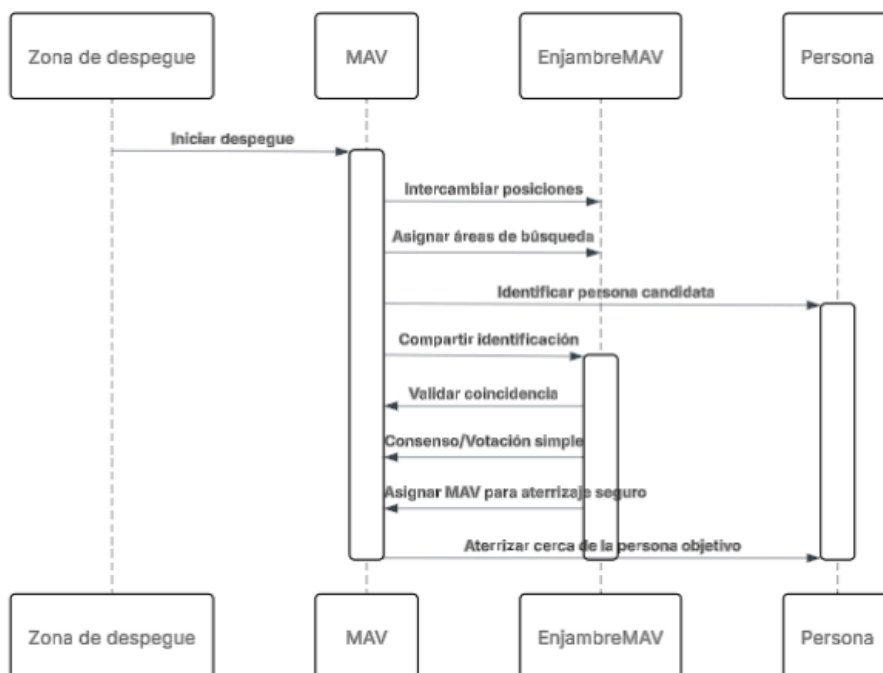 Zona de despegue
MAV
EnjambreMAV
Persona
Iniciar despegue
Intercambiar posiciones
Asignar áreas de búsqueda
Identificar persona candidata
Compartir identificación
Validar coincidencia
Consenso/Votación simple
Asignar MAV para aterrizaje seguro
Aterrizar cerca de la persona objetivo
Zona de despegue
MAV
EnjambreMAV
Persona